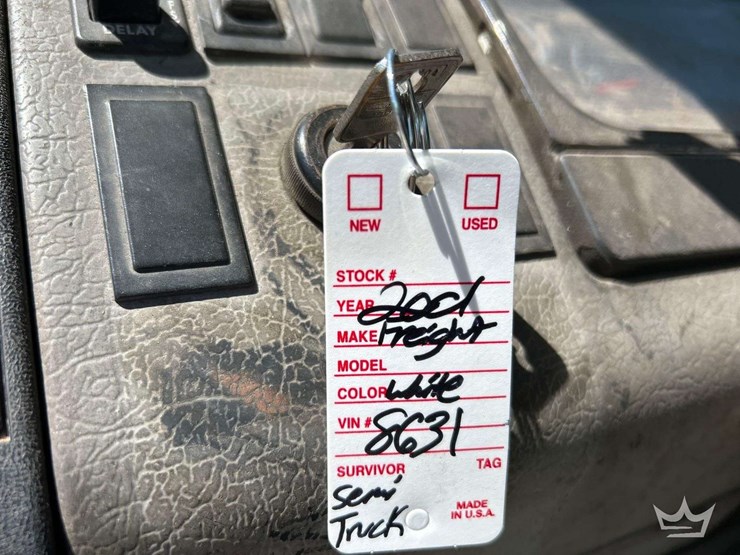 DELAY
NEW USED
STOCK #
YEAR 2001
MAKE Freight
MODEL
COLOR white
VIN # 8631
SURVIVOR TAG
Semi
Truck
MADE
IN U.S.A.